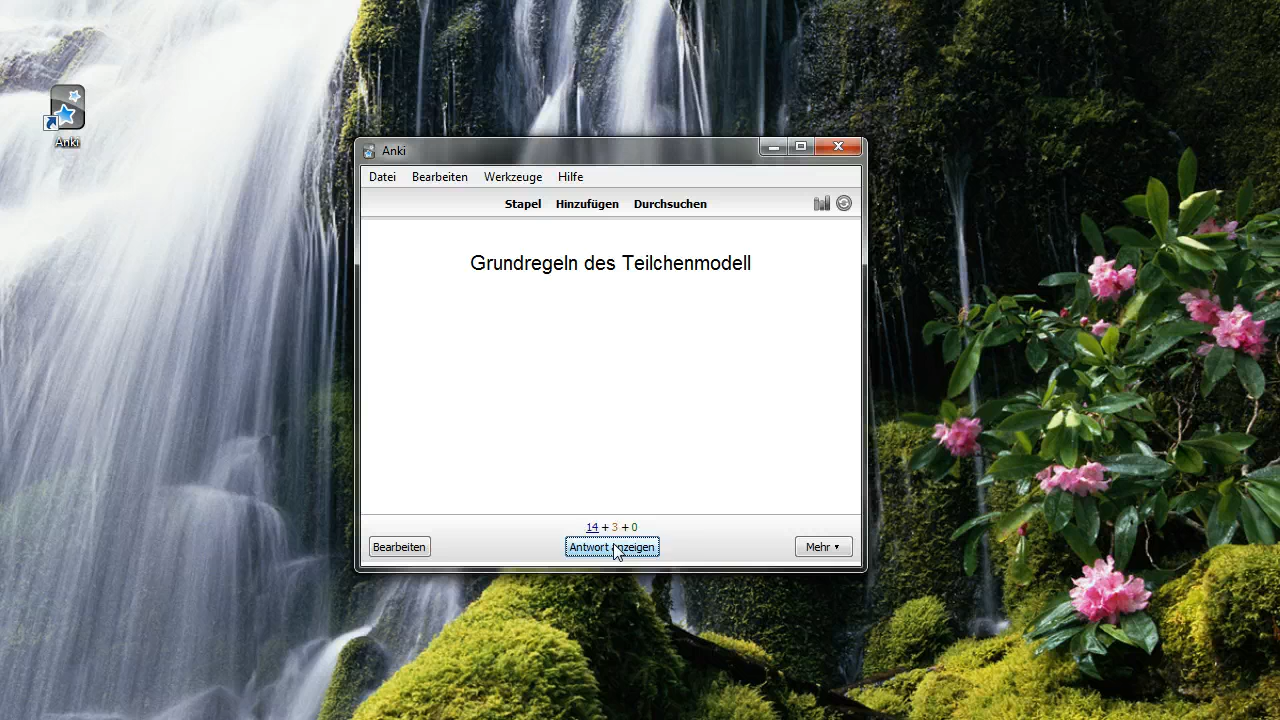 Anki
Anki
Datei Bearbeiten Werkzeuge Hilfe
Stapel Hinzufügen Durchsuchen
Grundregeln des Teilchenmodell
14 + 3 + 0
Bearbeiten Antwort anzeigen Mehr ▾